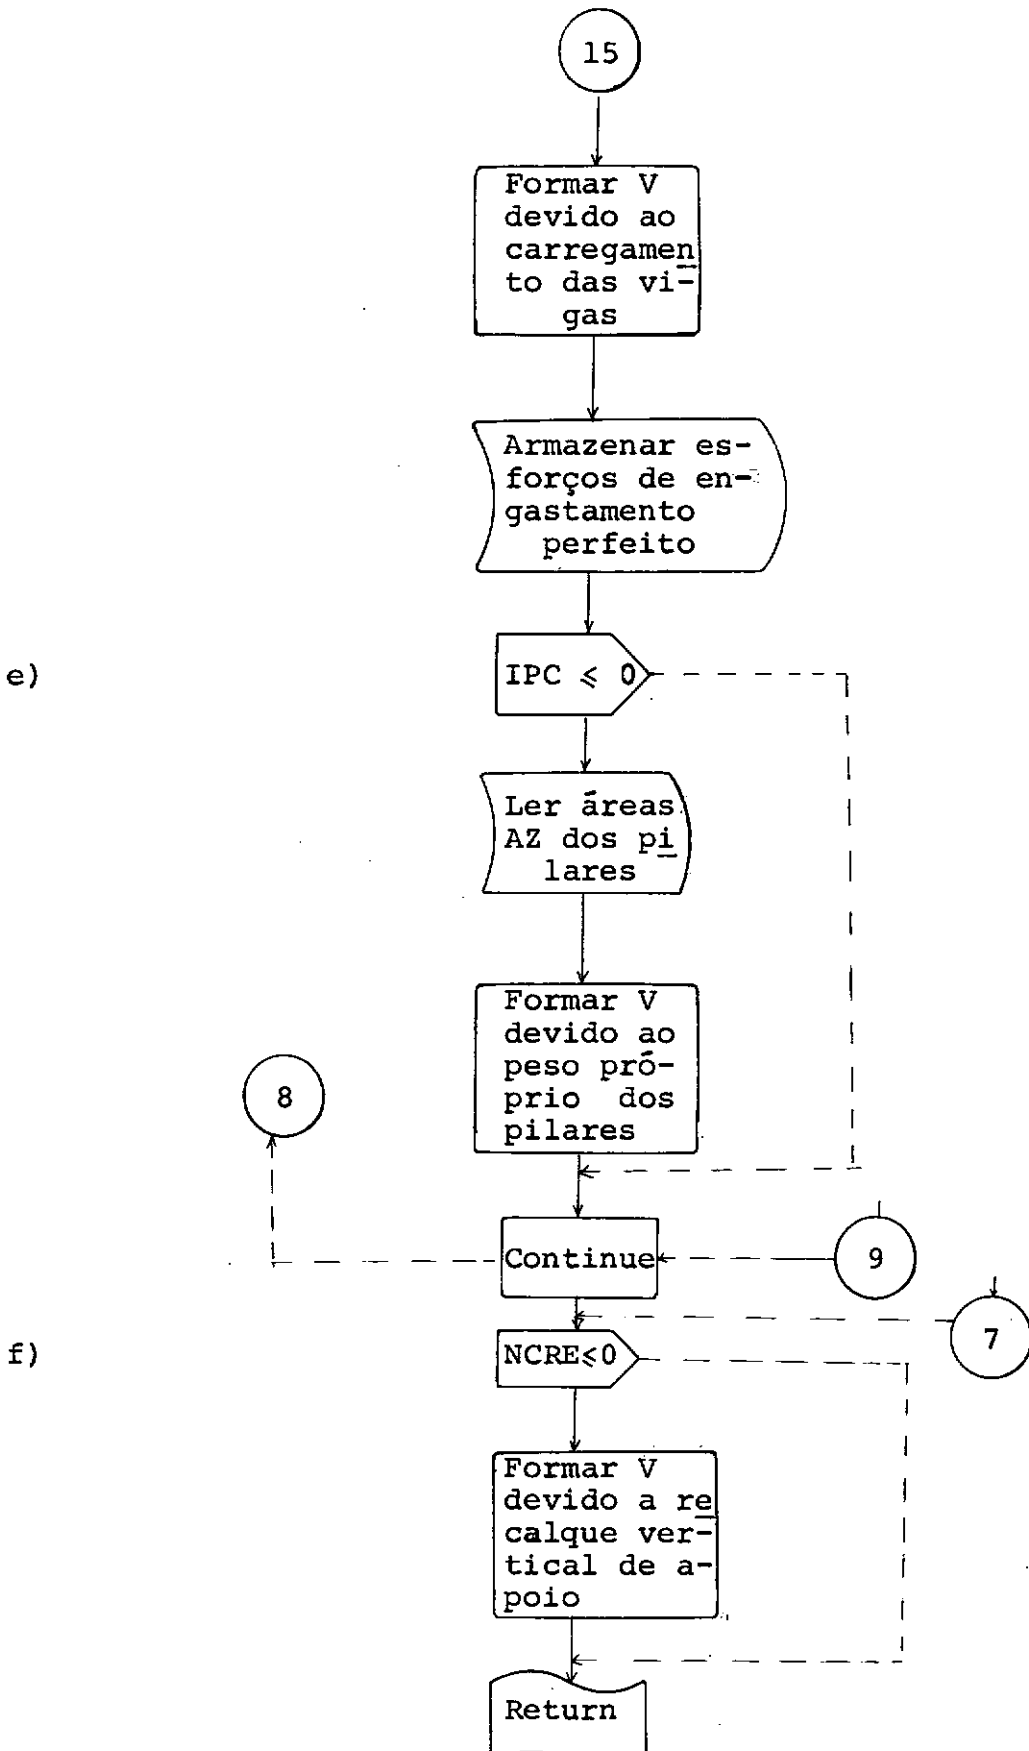 15
Formar V
devido ao
carregamen
to das vi-
gas
Armazenar es-
forços de en-
gastamento
perfeito
e)
IPC ⩽ 0
Ler áreas
AZ dos pi
lares
Formar V
devido ao
peso pró-
prio dos
pilares
8
Continue
9
7
f)
NCRE⩽0
Formar V
devido a re
calque ver-
tical de a-
poio
Return